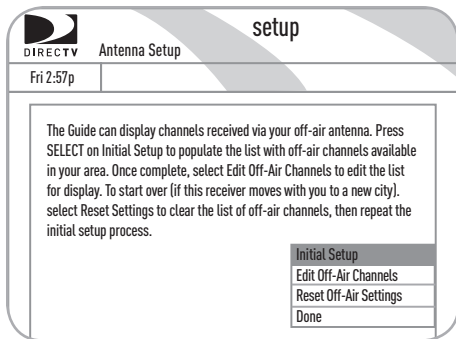 setup
DIRECTV
Antenna Setup
Fri 2:57p
The Guide can display channels received via your off-air antenna. Press
SELECT on Initial Setup to populate the list with off-air channels available
in your area. Once complete, select Edit Off-Air Channels to edit the list
for display. To start over (if this receiver moves with you to a new city).
select Reset Settings to clear the list of off-air channels, then repeat the
initial setup process.
Initial Setup
Edit Off-Air Channels
Reset Off-Air Settings
Done